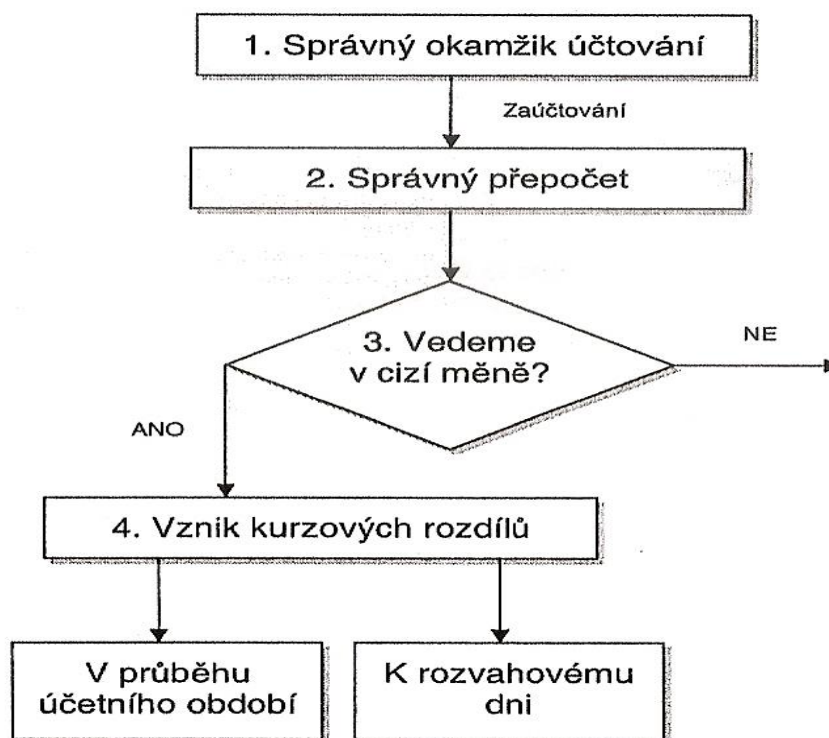 1. Správný okamžik účtování
Zaúčtování
2. Správný přepočet
3. Vedeme
v cizí měně?
NE
ANO
4. Vznik kurzových rozdílů
V průběhu
účetního období
K rozvahovému
dni